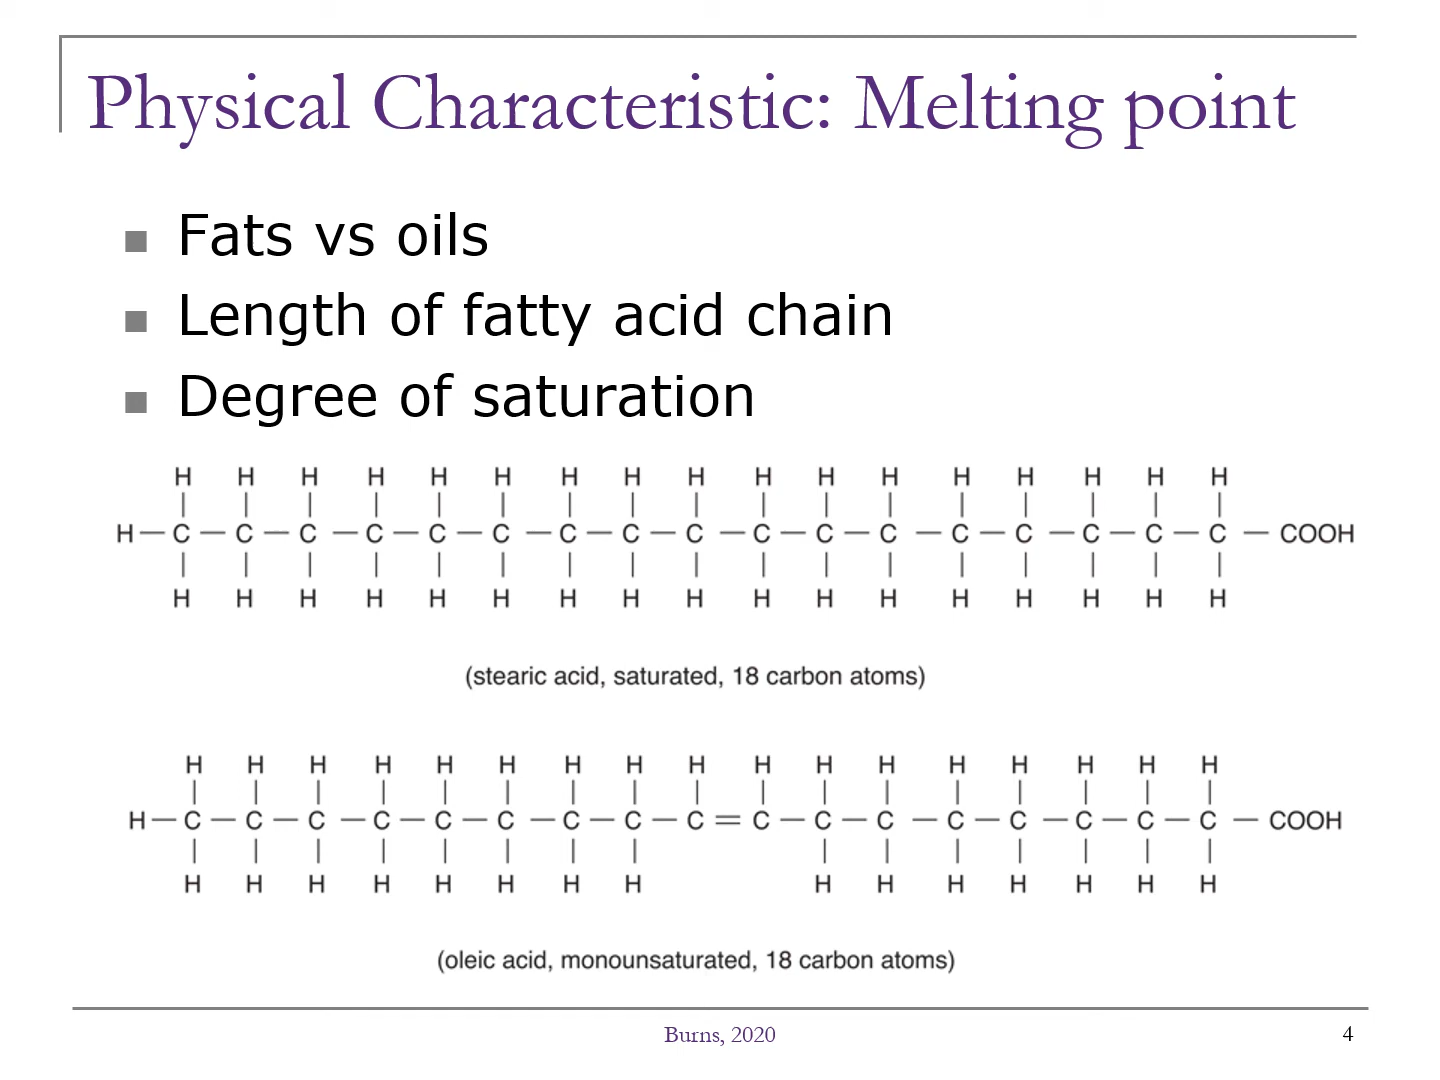 Physical Characteristic: Melting point
Fats vs oils
Length of fatty acid chain
Degree of saturation
H H H H H H H H H H H H H H H H H
H — C — C — C — C — C — C — C — C — C — C — C — C — C — C — C — C — C — COOH
H H H H H H H H H H H H H H H H H
(stearic acid, saturated, 18 carbon atoms)
H H H H H H H H H H H H H H H H H
H — C — C — C — C — C — C — C — C — C = C — C — C — C — C — C — C — C — COOH
H H H H H H H H H H H H H H H
(oleic acid, monounsaturated, 18 carbon atoms)
Burns, 2020
4